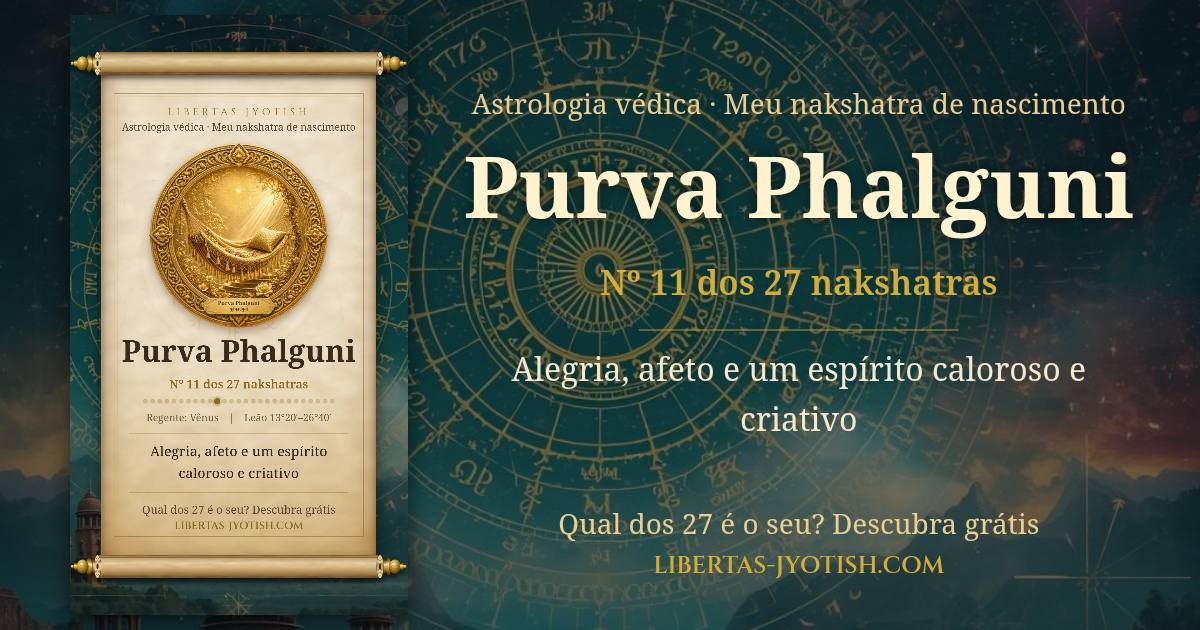 LIBERTAS JYOTISH
Astrologia védica · Meu nakshatra de nascimento
Purva Phalguni
Purva Phalguni
Nº 11 dos 27 nakshatras
Regente: Vênus | Leão 13°20′–26°40′
Alegria, afeto e um espírito
caloroso e criativo
Qual dos 27 é o seu? Descubra grátis
LIBERTAS-JYOTISH.COM
Astrologia védica · Meu nakshatra de nascimento
Purva Phalguni
Nº 11 dos 27 nakshatras
Alegria, afeto e um espírito caloroso e
criativo
Qual dos 27 é o seu? Descubra grátis
LIBERTAS-JYOTISH.COM